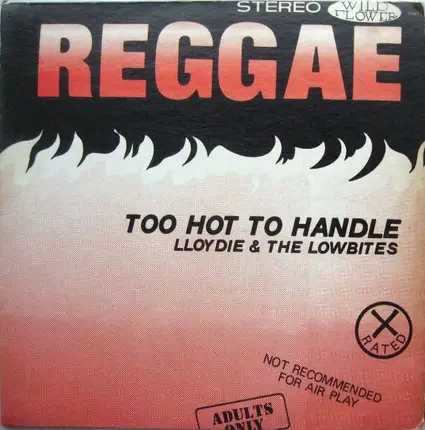 STEREO
WILD
FLOWER
REGGAE
TOO HOT TO HANDLE
LLOYDIE & THE LOWBITES
X
RATED
NOT RECOMMENDED
FOR AIR PLAY
ADULTS
ONLY